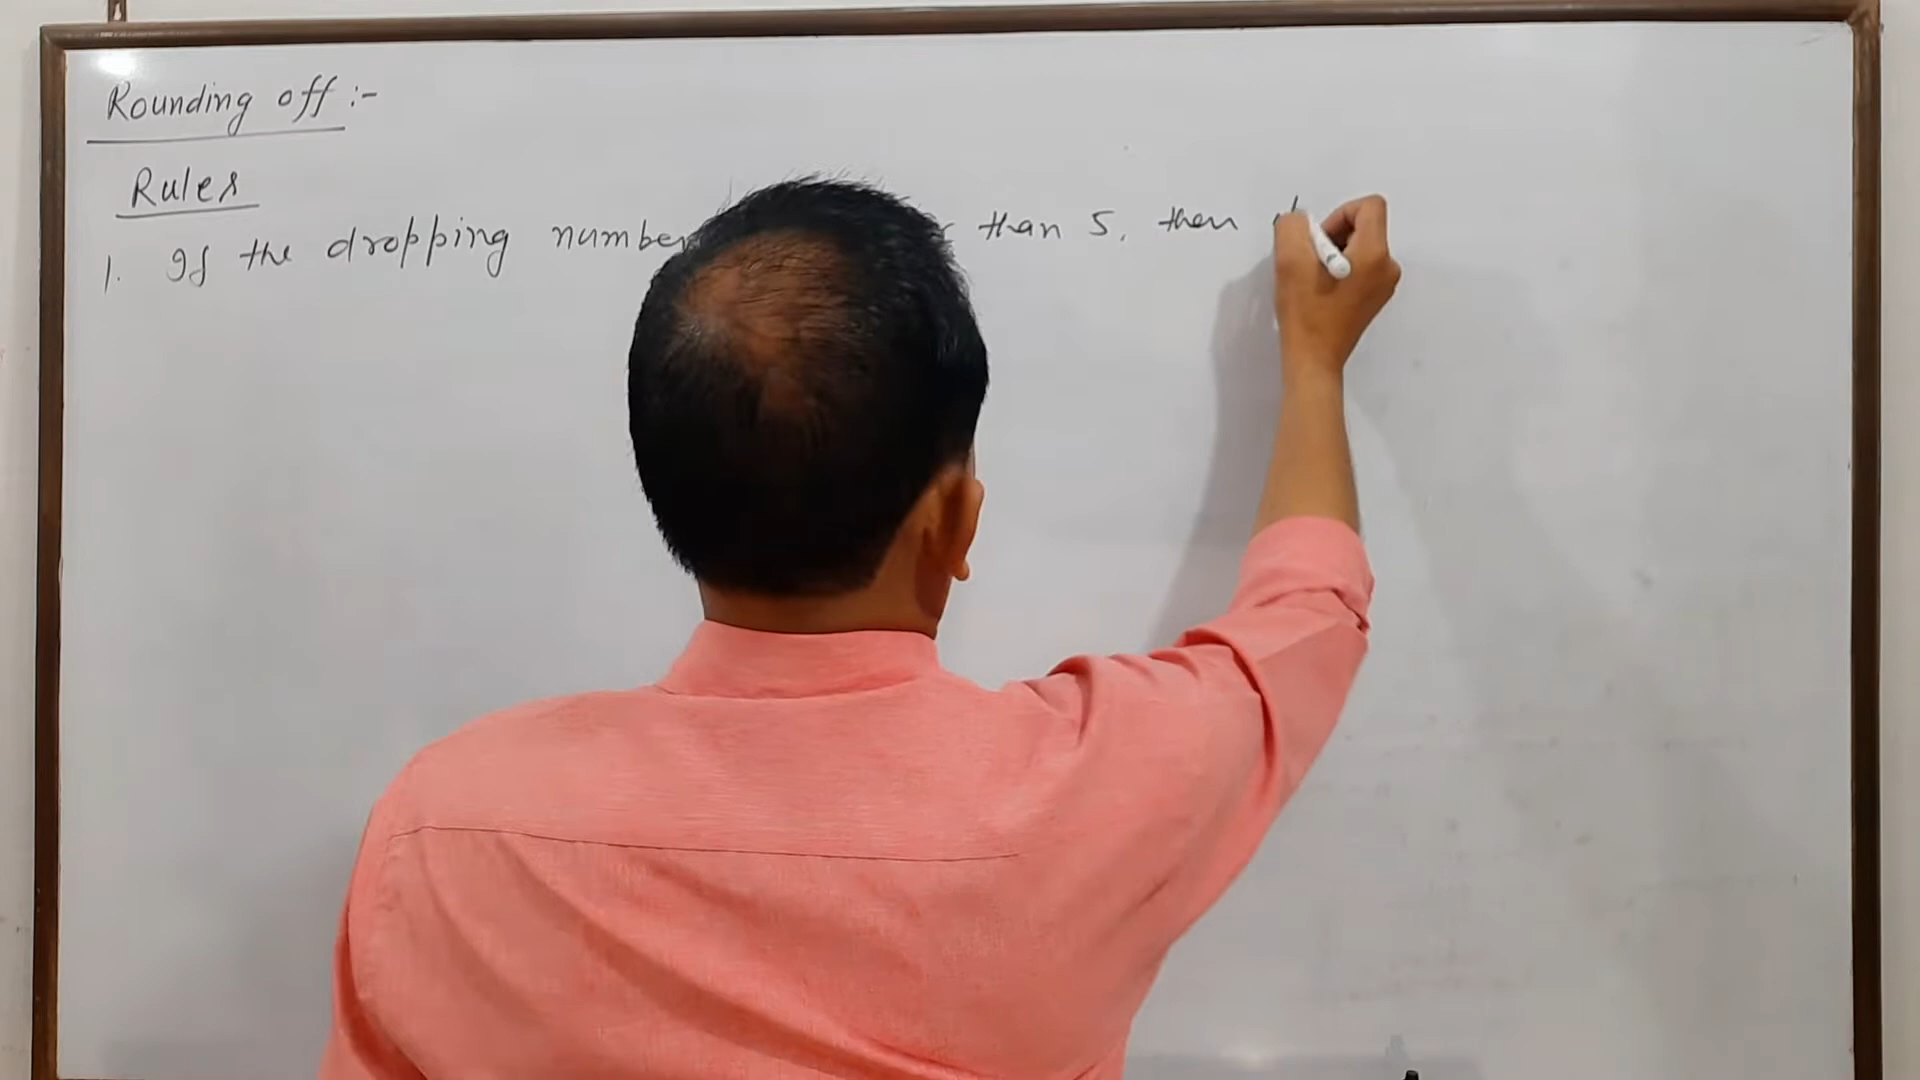 Rounding off :-
Rules
1. If the dropping number than 5, then